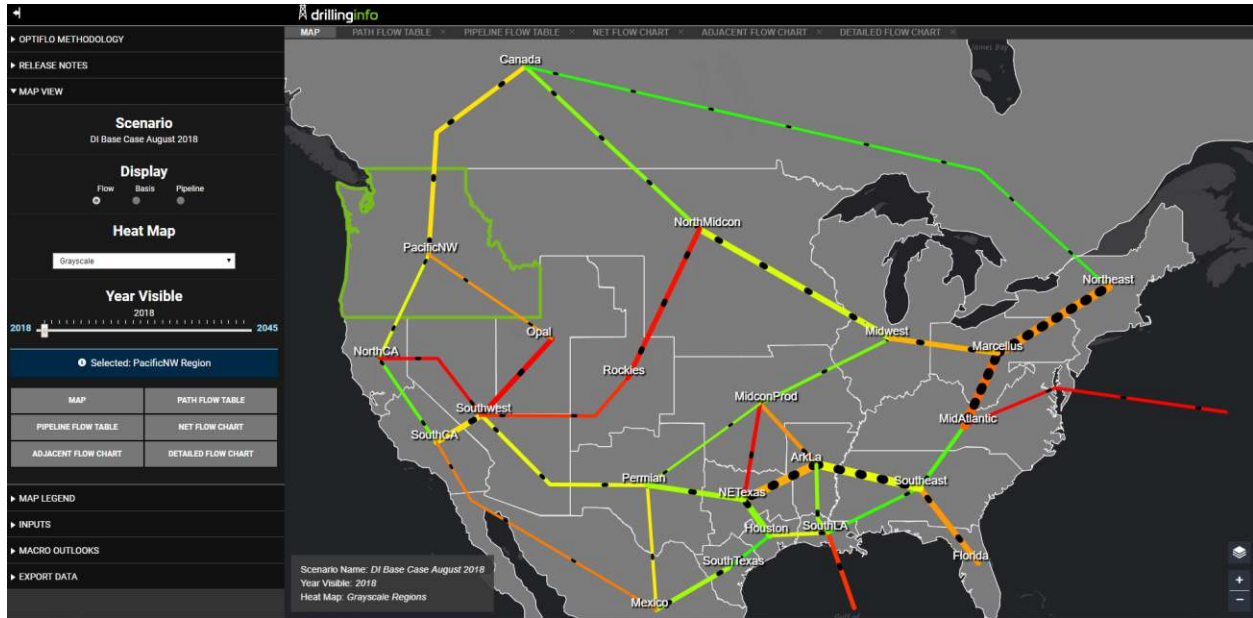 drillinginfo
MAP PATH FLOW TABLE × PIPELINE FLOW TABLE × NET FLOW CHART × ADJACENT FLOW CHART × DETAILED FLOW CHART ×
OPTIFLO METHODOLOGY
RELEASE NOTES
MAP VIEW
Scenario
DI Base Case August 2018
Display
Flow Basis Pipeline
Heat Map
Grayscale
Year Visible
2018
2018 2045
Selected: PacificNW Region
MAP PATH FLOW TABLE
PIPELINE FLOW TABLE NET FLOW CHART
ADJACENT FLOW CHART DETAILED FLOW CHART
MAP LEGEND
INPUTS
MACRO OUTLOOKS
EXPORT DATA
James Bay
Canada
NorthMidcon
PacificNW
Northeast
Opal
Midwest
Marcellus
NorthCA
Rockies
Southwest
MidconProd
MidAtlantic
SouthCA
ArkLa
Permian
Southeast
NETexas
Houston
SouthLA
SouthTexas
Florida
Mexico
Gulf of
Scenario Name: DI Base Case August 2018
Year Visible: 2018
Heat Map: Grayscale Regions
+
−